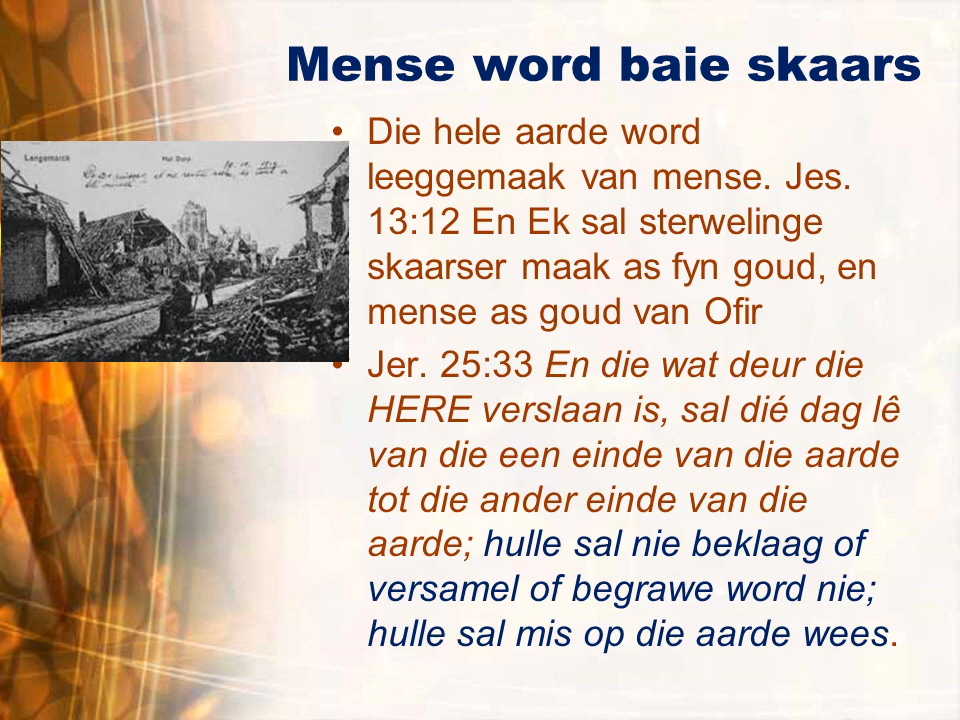 Mense word baie skaars
• Die hele aarde word
leeggemaak van mense. Jes.
13:12 En Ek sal sterwelinge
skaarser maak as fyn goud, en
mense as goud van Ofir
• Jer. 25:33 En die wat deur die
HERE verslaan is, sal dié dag lê
van die een einde van die aarde
tot die ander einde van die
aarde; hulle sal nie beklaag of
versamel of begrawe word nie;
hulle sal mis op die aarde wees.
Langemarck